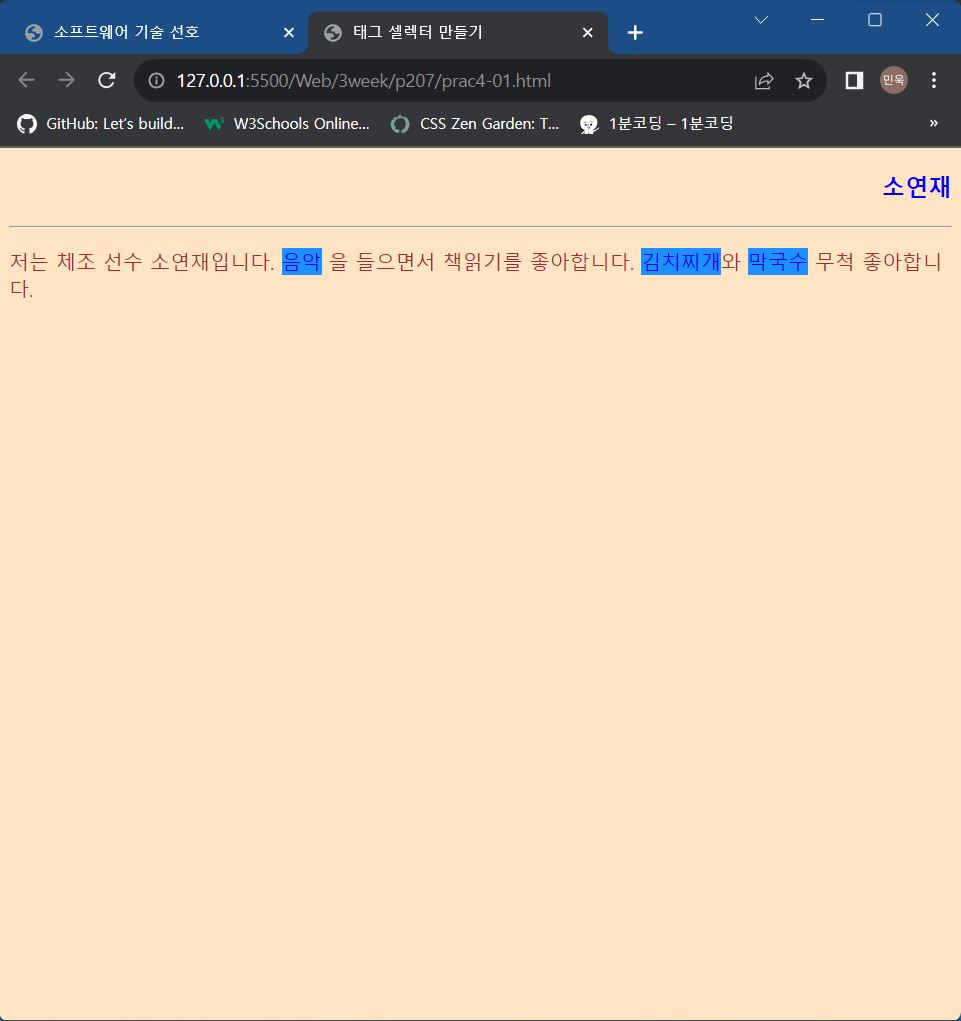 소프트웨어 기술 선호
태그 셀렉터 만들기
127.0.0.1:5500/Web/3week/p207/prac4-01.html
민욱
GitHub: Let's build... W3Schools Online... CSS Zen Garden: T... 1분코딩 – 1분코딩 »
소연재
저는 체조 선수 소연재입니다. 음악 을 들으면서 책읽기를 좋아합니다. 김치찌개와 막국수 무척 좋아합니
다.